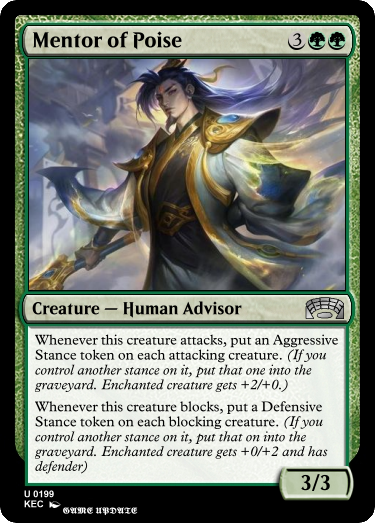 Mentor of Poise 3
Creature — Human Advisor
Whenever this creature attacks, put an Aggressive
Stance token on each attacking creature. (If you
control another stance on it, put that one into the
graveyard. Enchanted creature gets +2/+0.)
Whenever this creature blocks, put a Defensive
Stance token on each blocking creature. (If you
control another stance on it, put that on into the
graveyard. Enchanted creature gets +0/+2 and has
defender)
3/3
U 0199
KEC GAME UPDATE